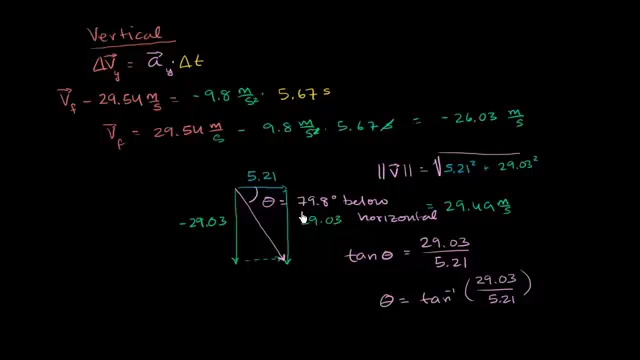 Vertical
ΔV⃗y = a⃗y · Δt
V⃗f - 29.54 m/s = -9.8 m/s² · 5.67 s
V⃗f = 29.54 m/s - 9.8 m/s² · 5.67 s = -26.03 m/s
5.21
||V⃗|| = √5.21² + 29.03²
θ = 79.8° below
horizontal
-29.03
29.03
= 29.49 m/s
tan θ = 29.03/5.21
θ = tan⁻¹ (29.03/5.21)